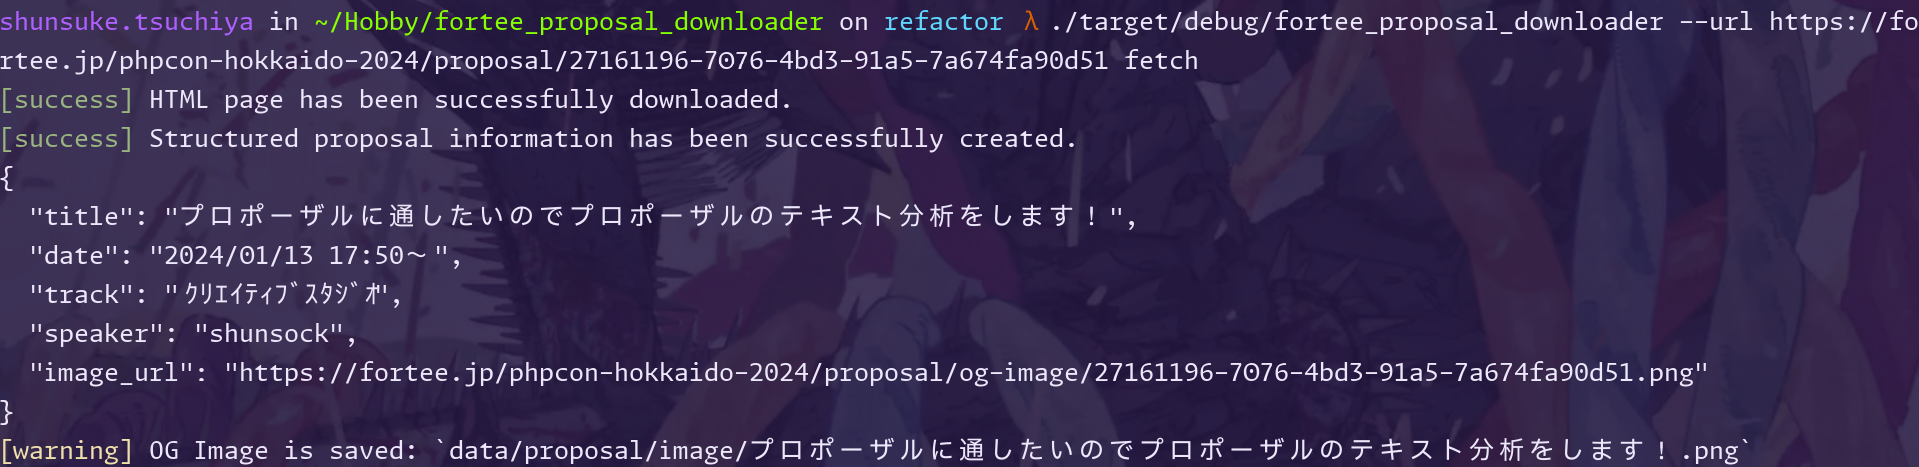 shunsuke.tsuchiya in ~/Hobby/fortee_proposal_downloader on refactor λ ./target/debug/fortee_proposal_downloader --url https://fo
rtee.jp/phpcon-hokkaido-2024/proposal/27161196-7076-4bd3-91a5-7a674fa90d51 fetch
[success] HTML page has been successfully downloaded.
[success] Structured proposal information has been successfully created.
{
  "title": "プロポーザルに通したいのでプロポーザルのテキスト分析をします！",
  "date": "2024/01/13 17:50〜",
  "track": "ｸﾘｴｲﾃｨﾌﾞｽﾀｼﾞｵ",
  "speaker": "shunsock",
  "image_url": "https://fortee.jp/phpcon-hokkaido-2024/proposal/og-image/27161196-7076-4bd3-91a5-7a674fa90d51.png"
}
[warning] OG Image is saved: `data/proposal/image/プロポーザルに通したいのでプロポーザルのテキスト分析をします！.png`